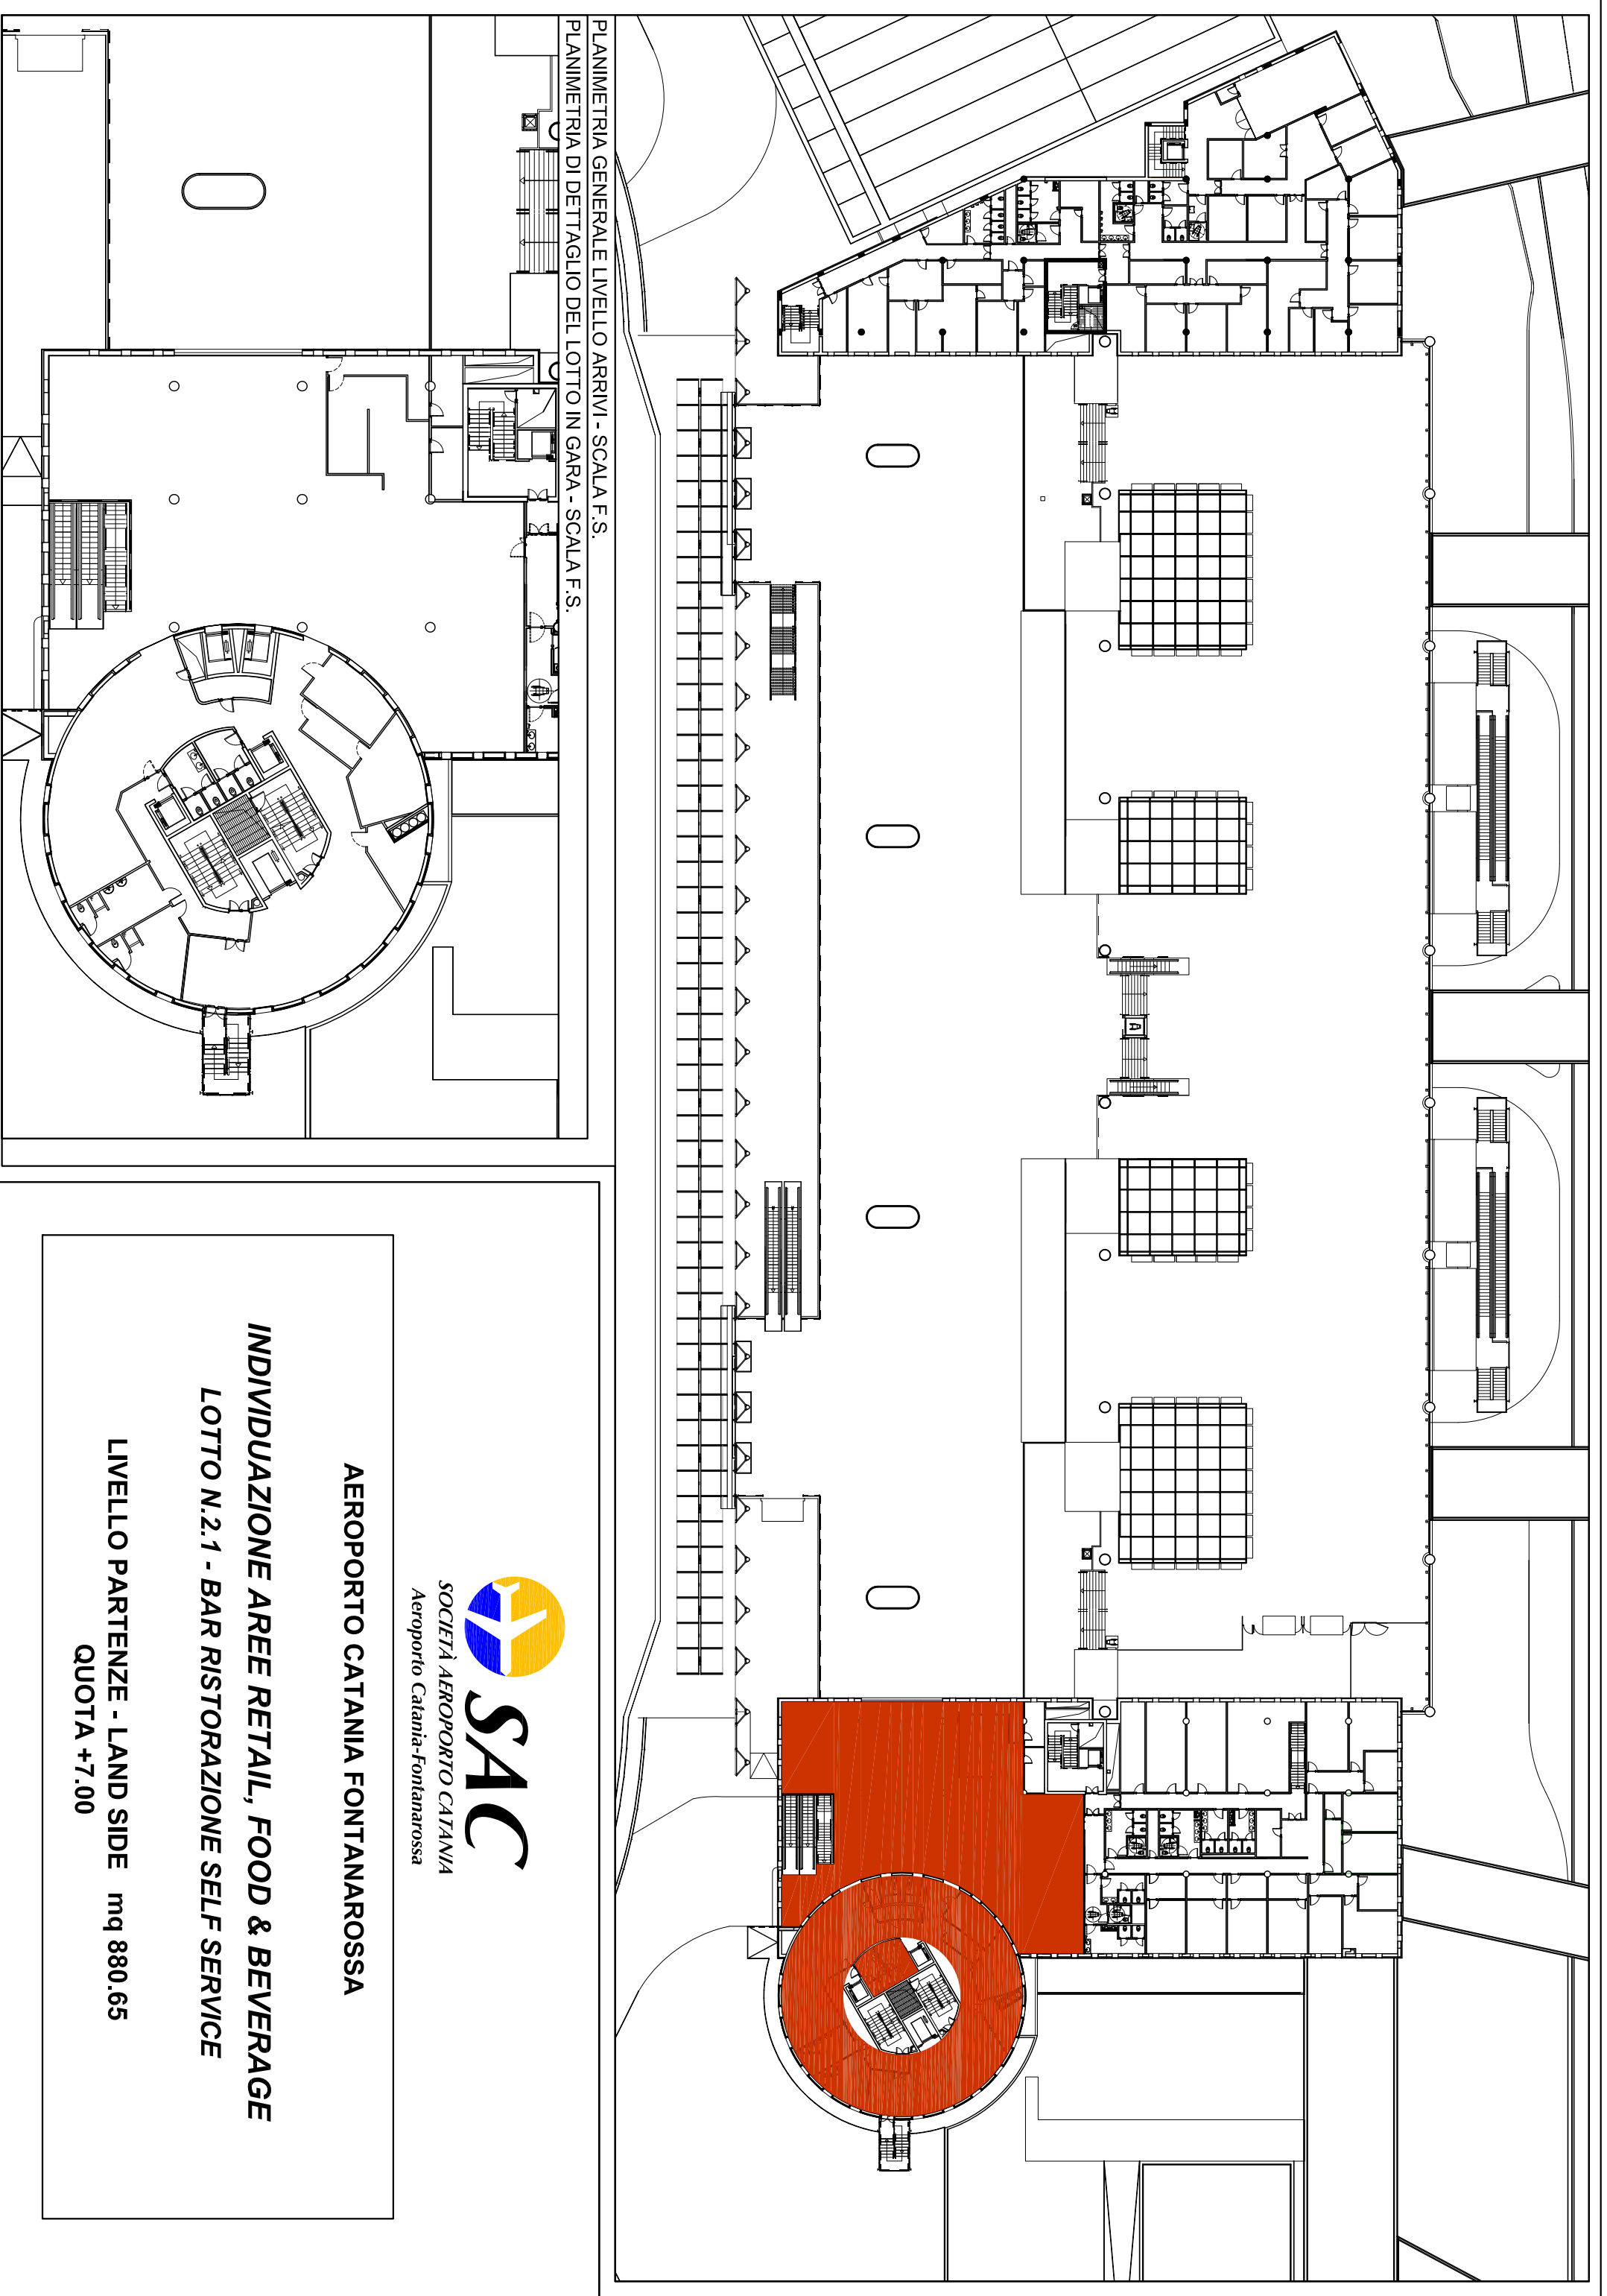 PLANIMETRIA GENERALE LIVELLO ARRIVI - SCALA F.S.
PLANIMETRIA DI DETTAGLIO DEL LOTTO IN GARA - SCALA F.S.
SAC
SOCIETÀ AEROPORTO CATANIA
Aeroporto Catania-Fontanarossa
AEROPORTO CATANIA FONTANAROSSA
INDIVIDUAZIONE AREE RETAIL, FOOD & BEVERAGE
LOTTO N.2.1 - BAR RISTORAZIONE SELF SERVICE
LIVELLO PARTENZE - LAND SIDE mq 880.65
QUOTA +7.00